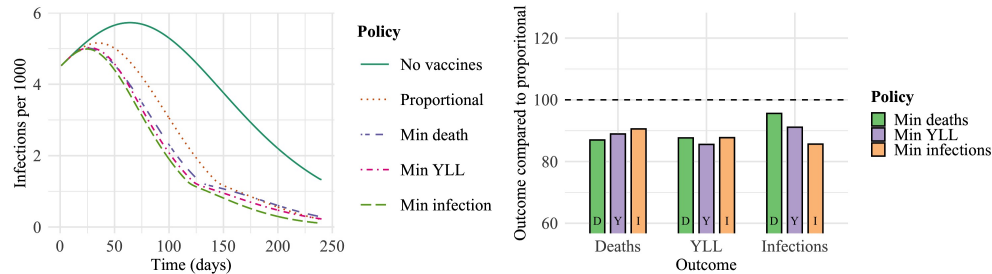 Infections per 1000
6
4
2
0
0 50 100 150 200 250
Time (days)
Policy
No vaccines
Proportional
Min death
Min YLL
Min infection
Outcome compared to proporitonal
120
100
80
60
D Y I D Y I D Y I
Deaths YLL Infections
Outcome
Policy
Min deaths
Min YLL
Min infections